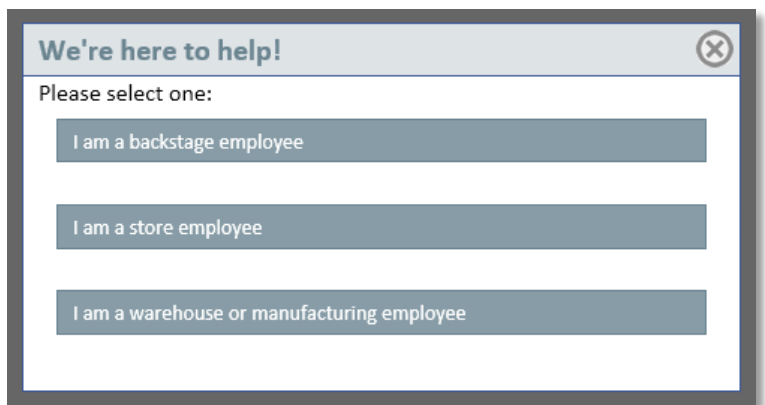 We're here to help!
Please select one:
I am a backstage employee
I am a store employee
I am a warehouse or manufacturing employee